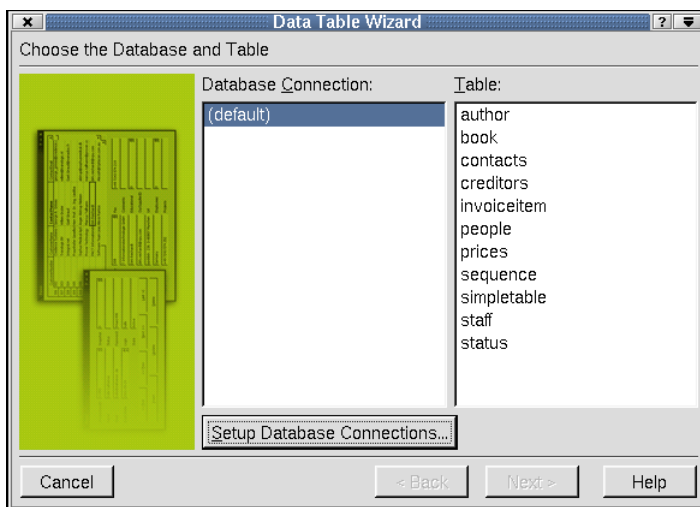 Data Table Wizard
Choose the Database and Table
Database Connection:
(default)
Table:
author
book
contacts
creditors
invoiceitem
people
prices
sequence
simpletable
staff
status
Setup Database Connections...
Cancel
< Back
Next >
Help